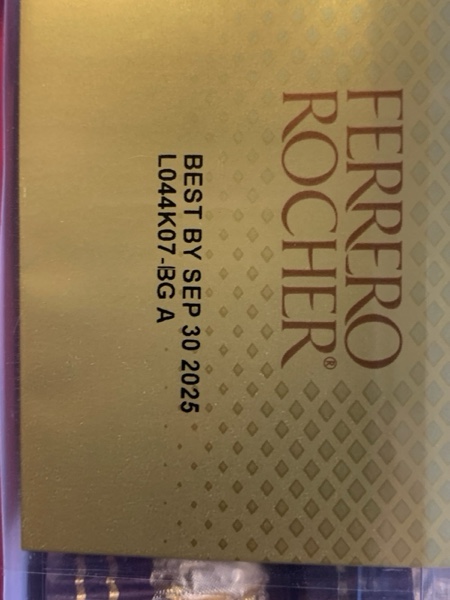 FERRERO
ROCHER®
BEST BY SEP 30 2025
L044K07-BG A